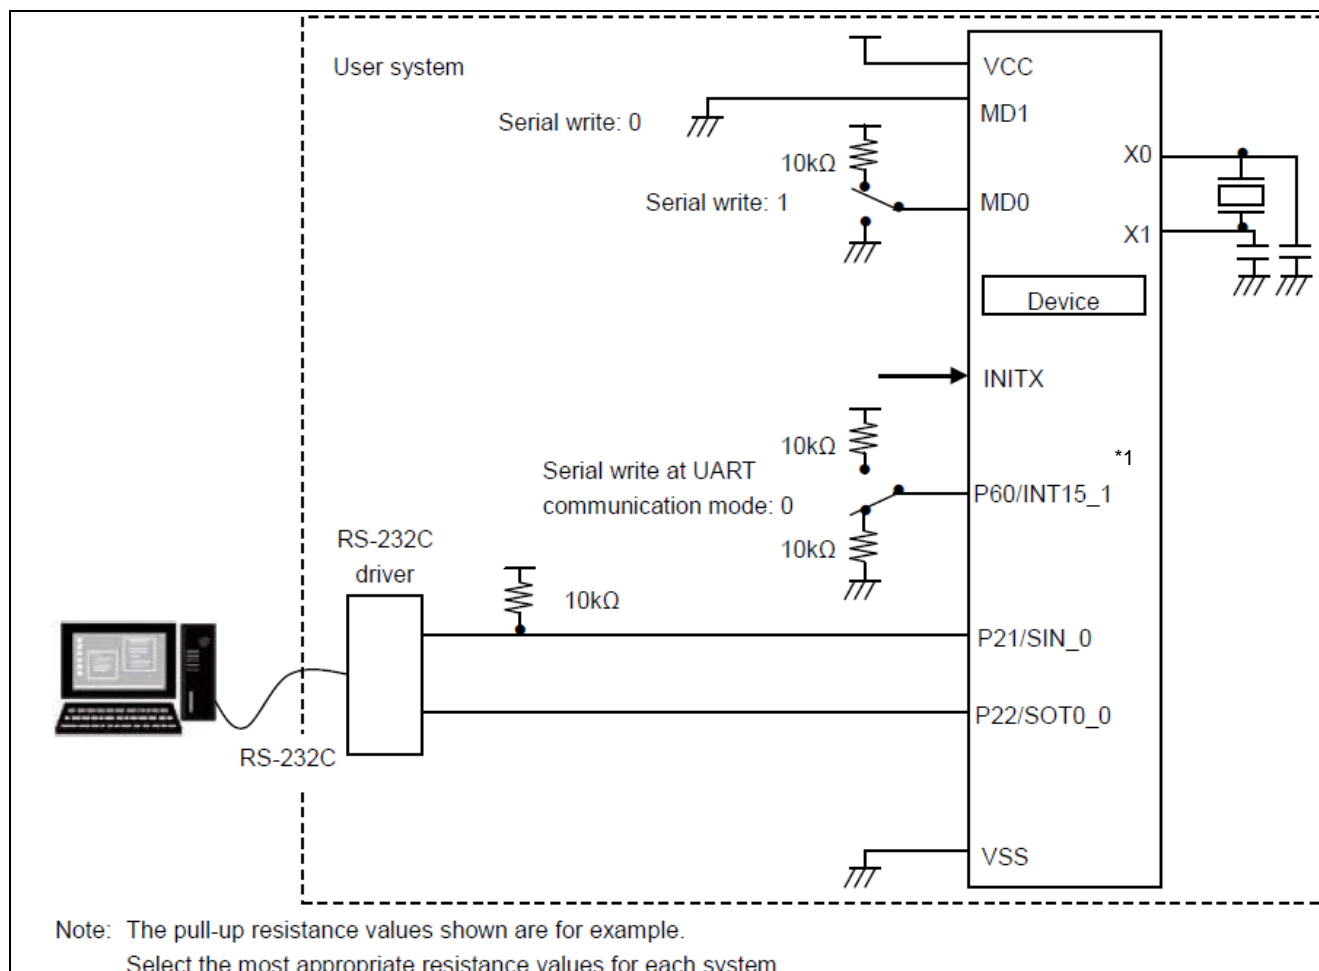 User system
VCC
MD1
Serial write: 0
10kΩ
X0
Serial write: 1
MD0
X1
Device
INITX
10kΩ
*1
Serial write at UART
communication mode: 0
P60/INT15_1
10kΩ
RS-232C
driver
10kΩ
P21/SIN_0
P22/SOT0_0
RS-232C
VSS
Note: The pull-up resistance values shown are for example.
Select the most appropriate resistance values for each system